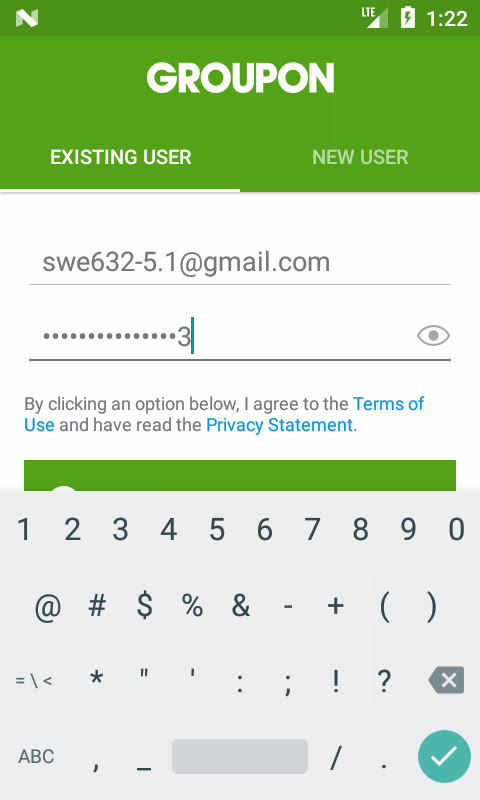 LTE 1:22
GROUPON
EXISTING USER NEW USER
swe632-5.1@gmail.com
•••••••••••••••3
By clicking an option below, I agree to the Terms of
Use and have read the Privacy Statement.
1 2 3 4 5 6 7 8 9 0
@ # $ % & - + ( )
= \ < * " ' : ; ! ?
ABC , _ / .